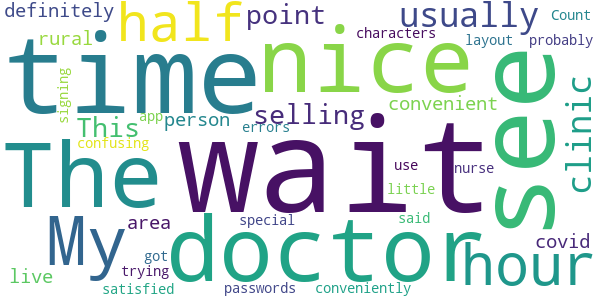 definitely half point usually Count
rural characters layout probably
time nice see
signing app person selling convenient
This errors
confusing
The wait clinic
use nurse
little
My area special said
doctor hour covid
live got trying
satisfied passwords conveniently